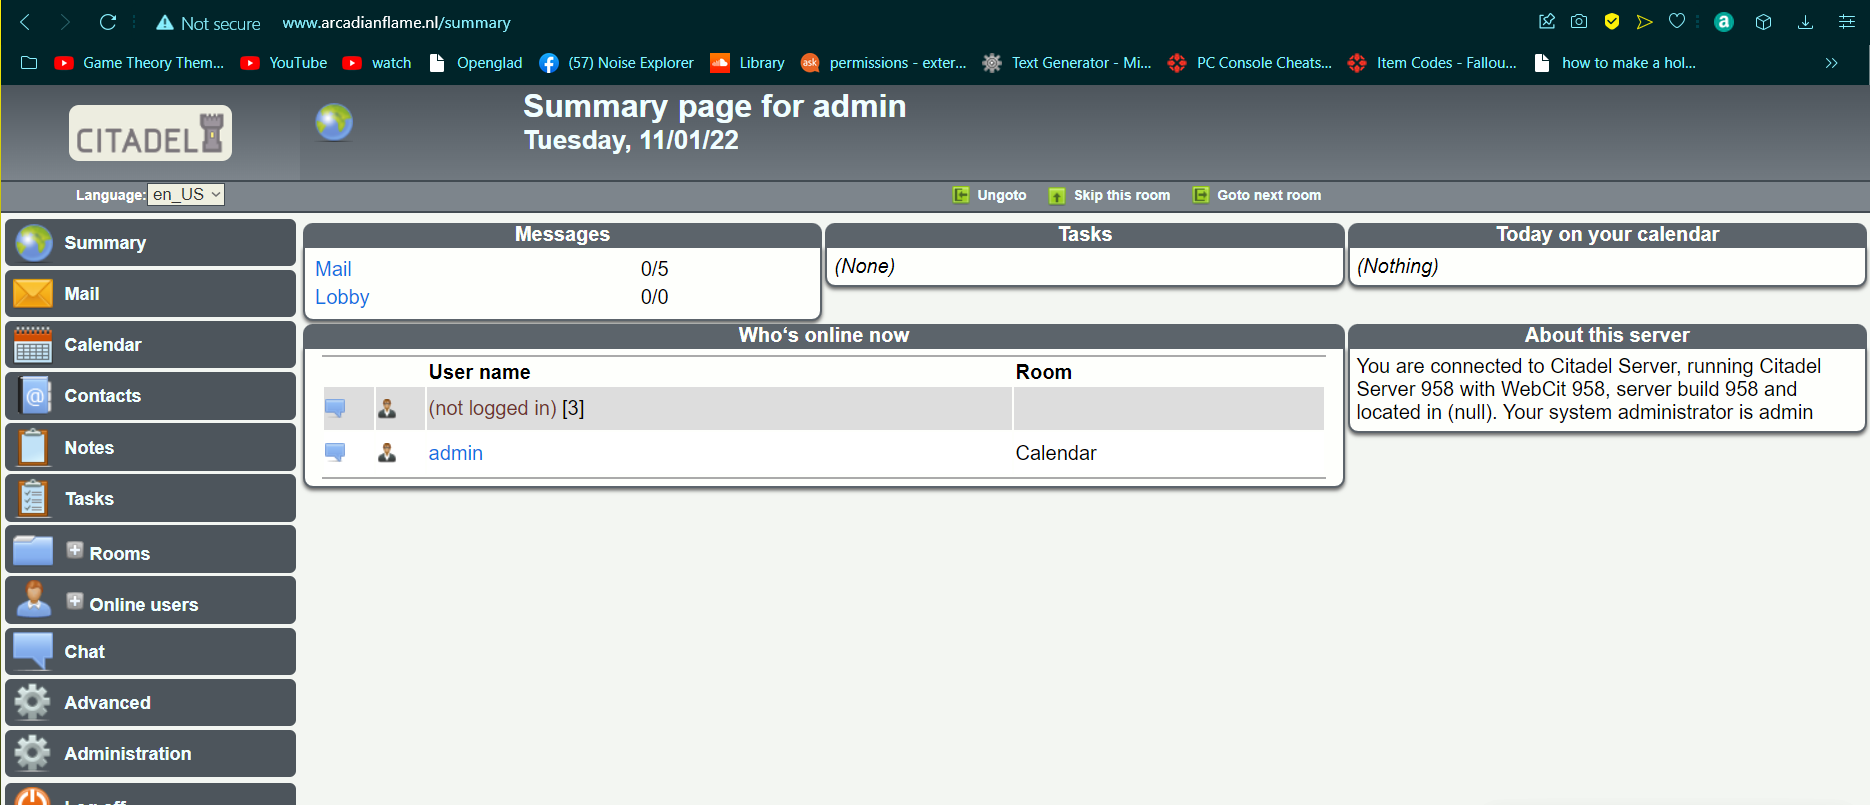 Not secure www.arcadianflame.nl/summary
Game Theory Them... YouTube watch Openglad (57) Noise Explorer Library ask permissions - exter... Text Generator - Mi... PC Console Cheats... Item Codes - Fallou... how to make a hol...
CITADEL
Summary page for admin
Tuesday, 11/01/22
Language: en_US Ungoto Skip this room Goto next room
Summary
Mail
Calendar
Contacts
Notes
Tasks
Rooms
Online users
Chat
Advanced
Administration
Log off
Messages
Mail 0/5
Lobby 0/0
Tasks
(None)
Today on your calendar
(Nothing)
Who's online now
User name Room
(not logged in) [3]
admin Calendar
About this server
You are connected to Citadel Server, running Citadel
Server 958 with WebCit 958, server build 958 and
located in (null). Your system administrator is admin